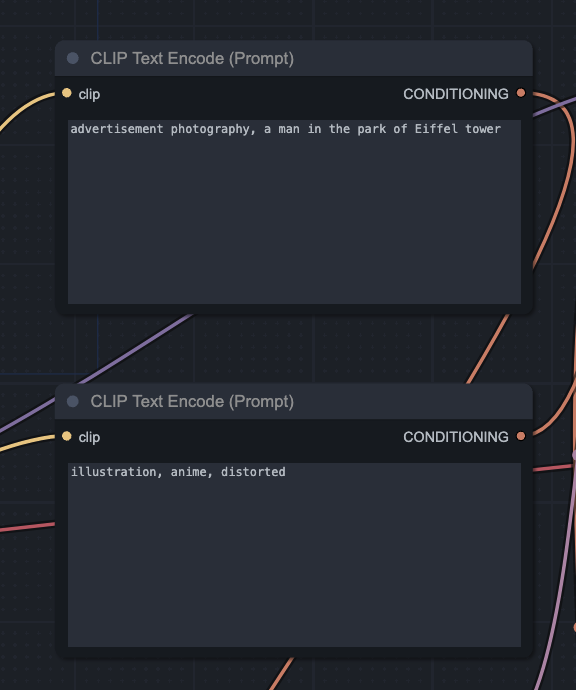 CLIP Text Encode (Prompt)
clip CONDITIONING
advertisement photography, a man in the park of Eiffel tower
CLIP Text Encode (Prompt)
clip CONDITIONING
illustration, anime, distorted